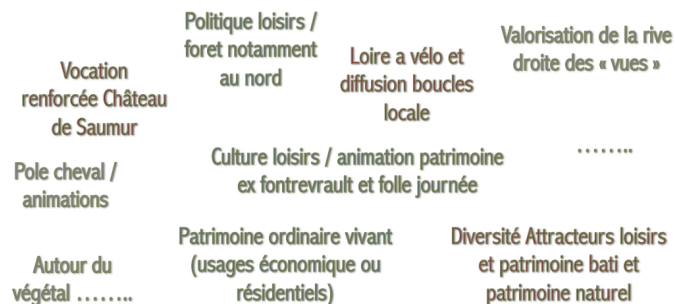 Politique loisirs /
foret notamment
au nord
Valorisation de la rive
droite des « vues »
Loire a vélo et
diffusion boucles
locale
Vocation
renforcée Château
de Saumur
Culture loisirs / animation patrimoine
ex fontrevrault et folle journée
……..
Pole cheval /
animations
Patrimoine ordinaire vivant
(usages économique ou
résidentiels)
Diversité Attracteurs loisirs
et patrimoine bati et
patrimoine naturel
Autour du
végétal ……..